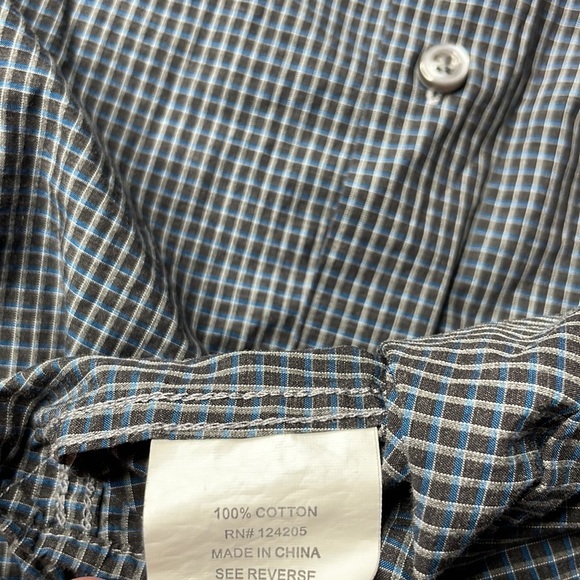 100% COTTON
RN# 124205
MADE IN CHINA
SEE REVERSE